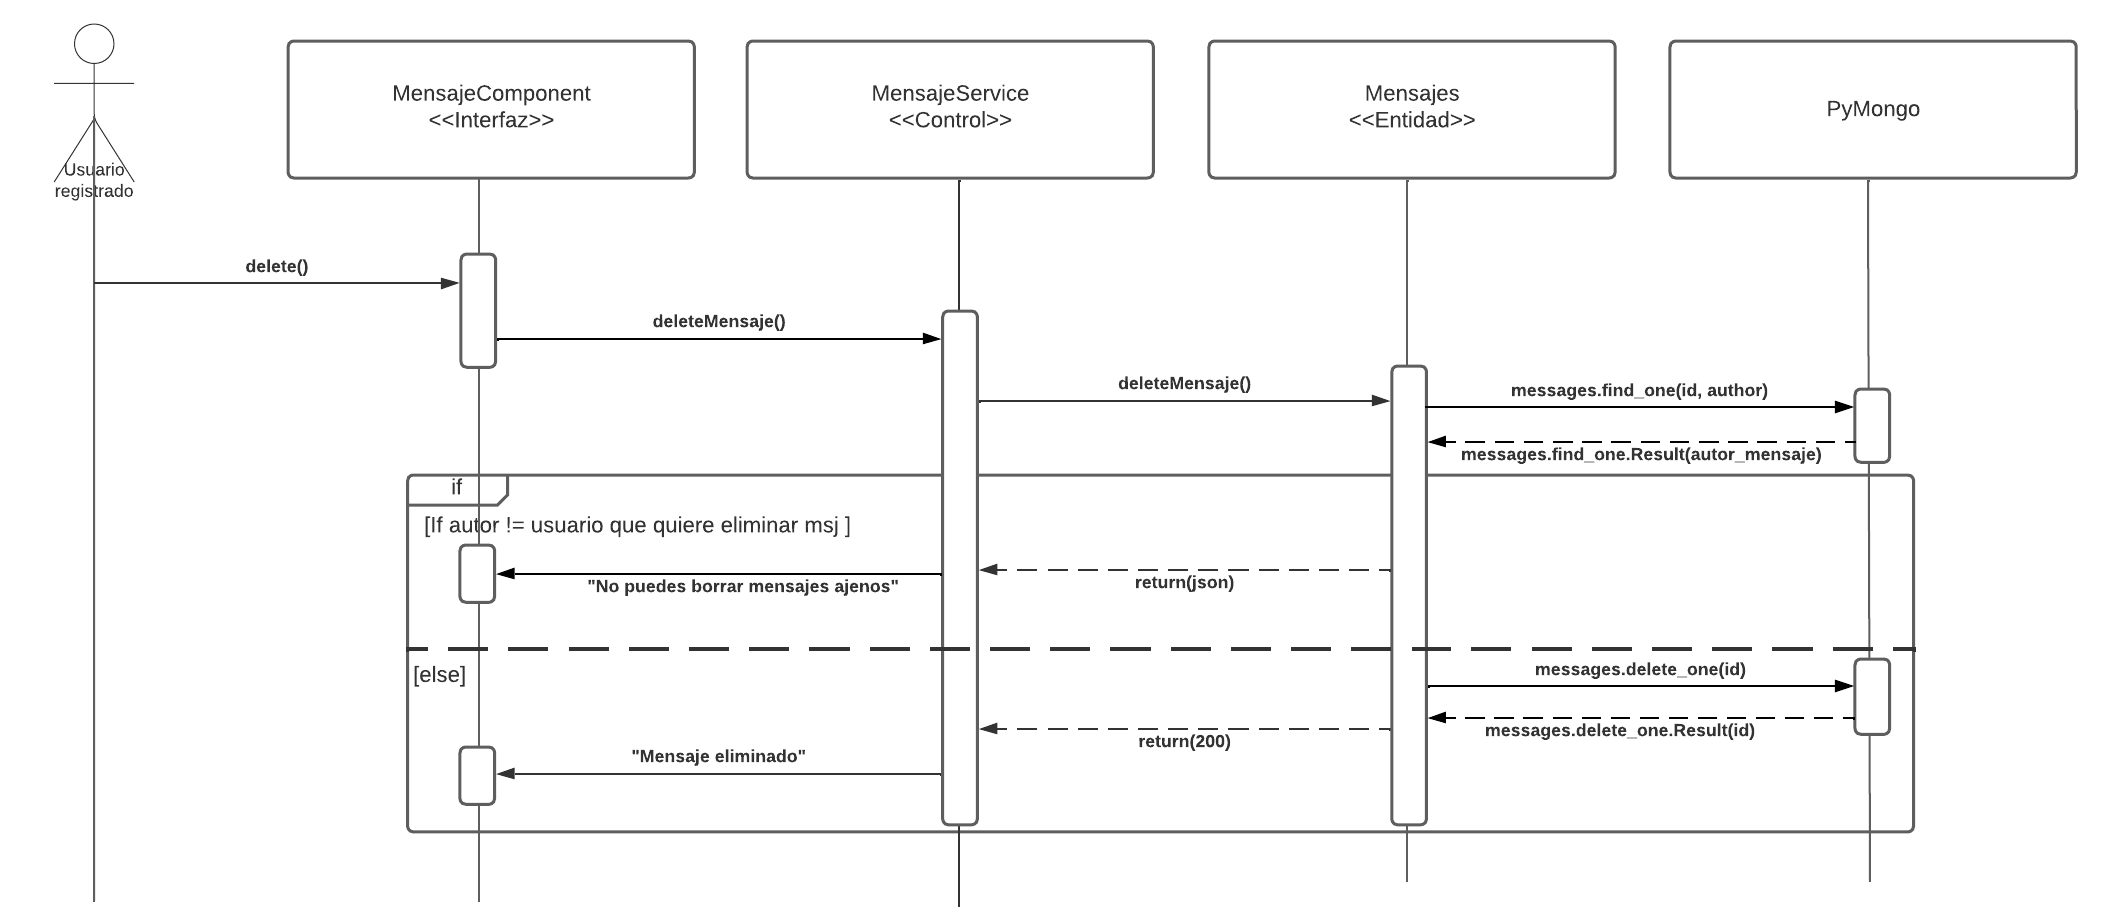 Usuario
registrado
MensajeComponent
<<Interfaz>>
MensajeService
<<Control>>
Mensajes
<<Entidad>>
PyMongo
delete()
deleteMensaje()
deleteMensaje()
messages.find_one(id, author)
messages.find_one.Result(autor_mensaje)
if
[If autor != usuario que quiere eliminar msj ]
"No puedes borrar mensajes ajenos"
return(json)
[else]
messages.delete_one(id)
messages.delete_one.Result(id)
return(200)
"Mensaje eliminado"